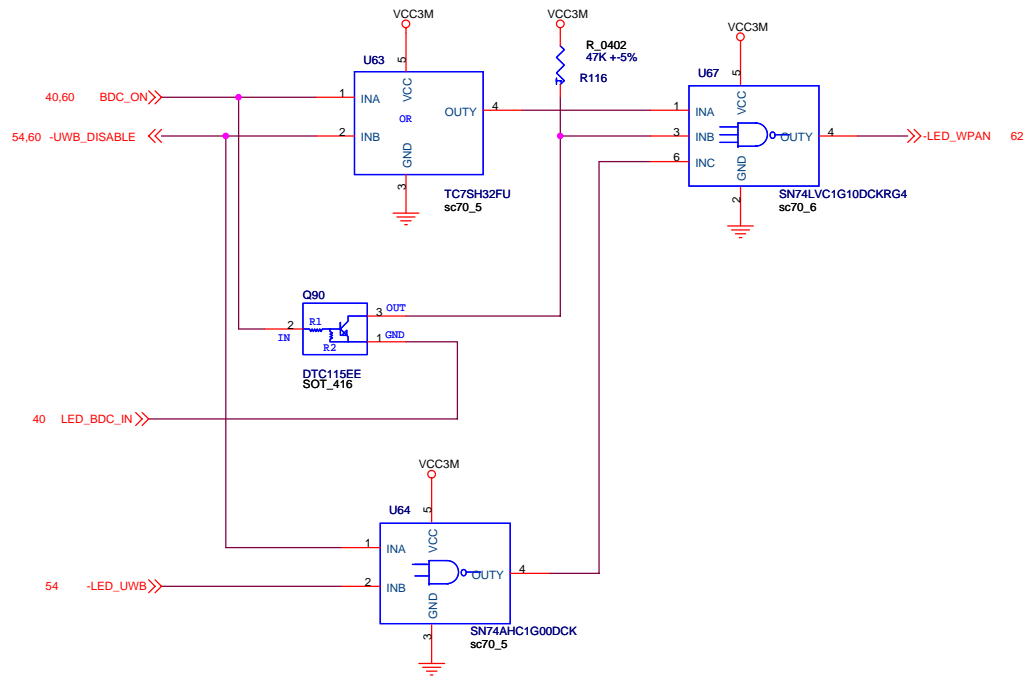 VCC3M
VCC3M
VCC3M
R_0402
47K +-5%
R116
U63
U67
40,60 BDC_ON
1 INA
5
VCC
OR
GND
3
OUTY 4
54,60 -UWB_DISABLE
2 INB
TC7SH32FU
sc70_5
1 INA
3 INB
6 INC
5
VCC
GND
2
OUTY 4
-LED_WPAN 62
SN74LVC1G10DCKRG4
sc70_6
Q90
2
IN
R1
R2
3 OUT
1 GND
DTC115EE
SOT_416
40 LED_BDC_IN
VCC3M
U64
5
VCC
1 INA
OUTY 4
54 -LED_UWB
2 INB
GND
3
SN74AHC1G00DCK
sc70_5